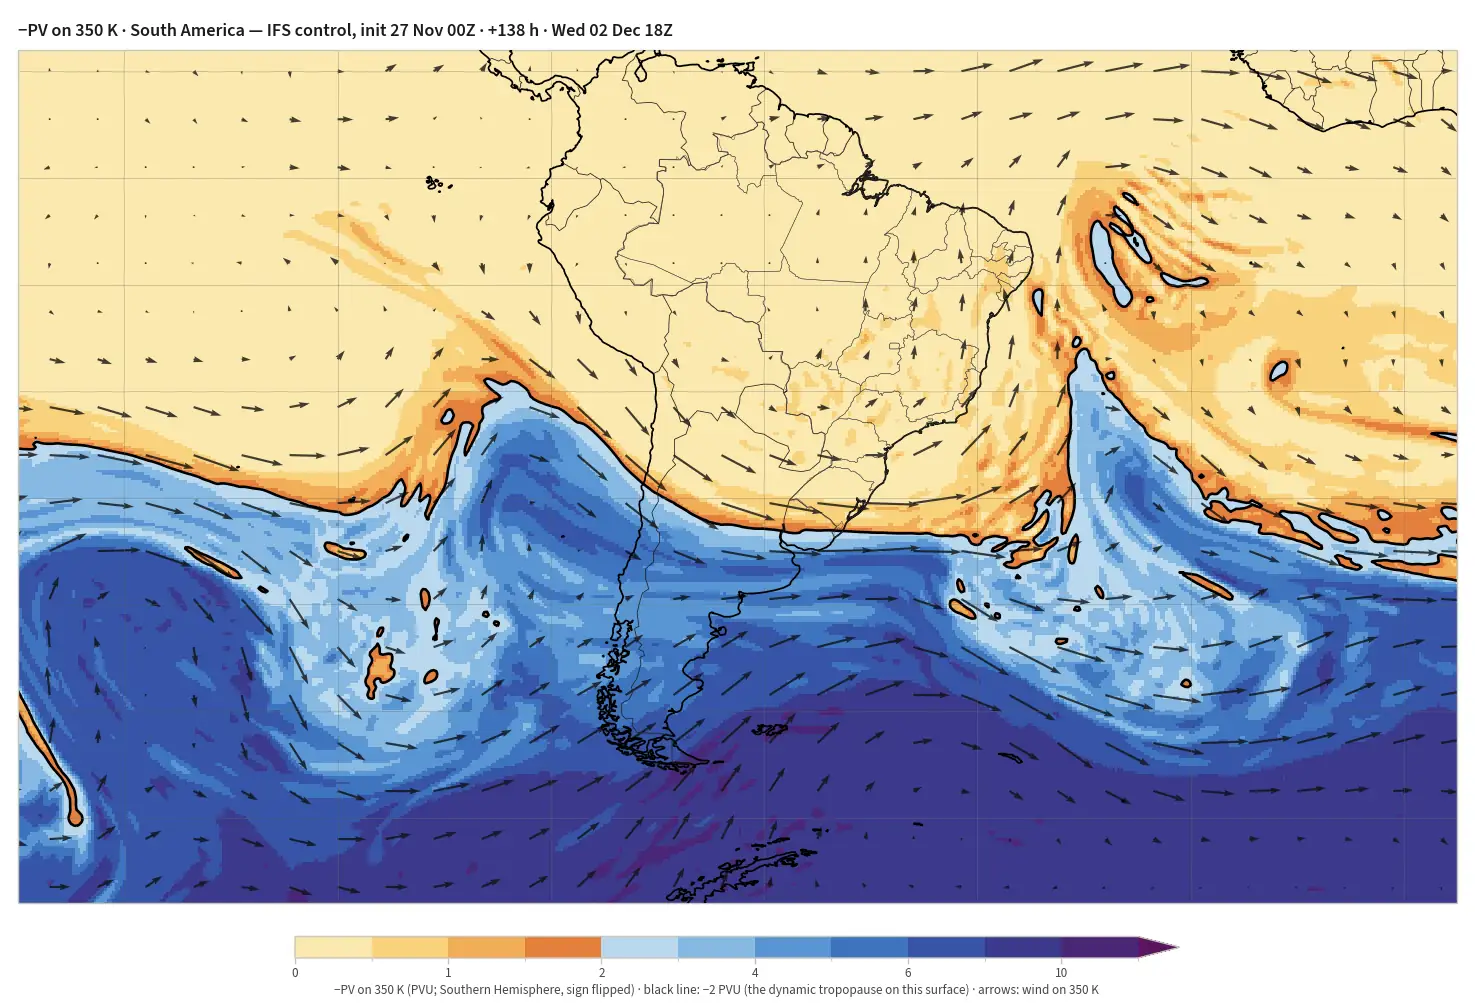 −PV on 350 K · South America — IFS control, init 27 Nov 00Z · +138 h · Wed 02 Dec 18Z
0 1 2 4 6 10
−PV on 350 K (PVU; Southern Hemisphere, sign flipped) · black line: −2 PVU (the dynamic tropopause on this surface) · arrows: wind on 350 K